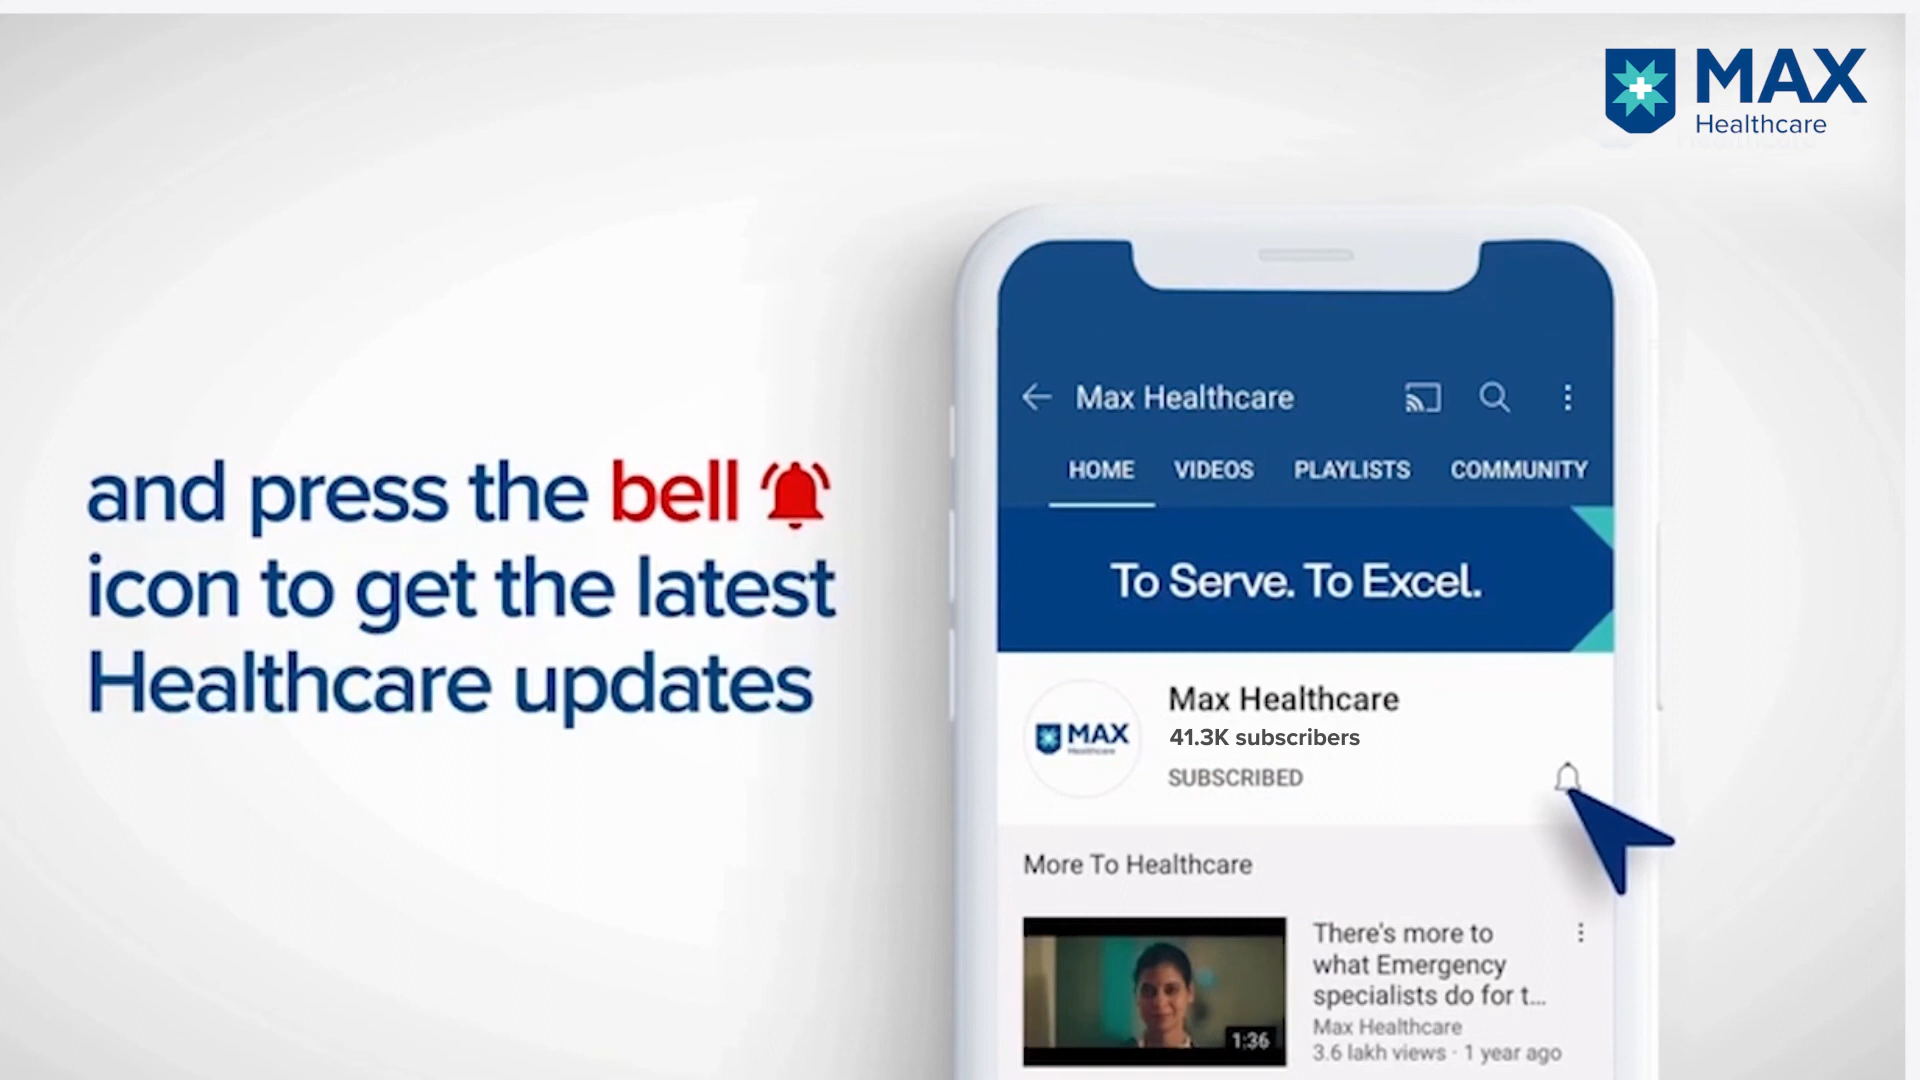 MAX
Healthcare
and press the bell
icon to get the latest
Healthcare updates
Max Healthcare
HOME VIDEOS PLAYLISTS COMMUNITY
To Serve. To Excel.
MAX
Healthcare
Max Healthcare
41.3K subscribers
SUBSCRIBED
More To Healthcare
1:36
There's more to
what Emergency
specialists do for t...
Max Healthcare
3.6 lakh views · 1 year ago